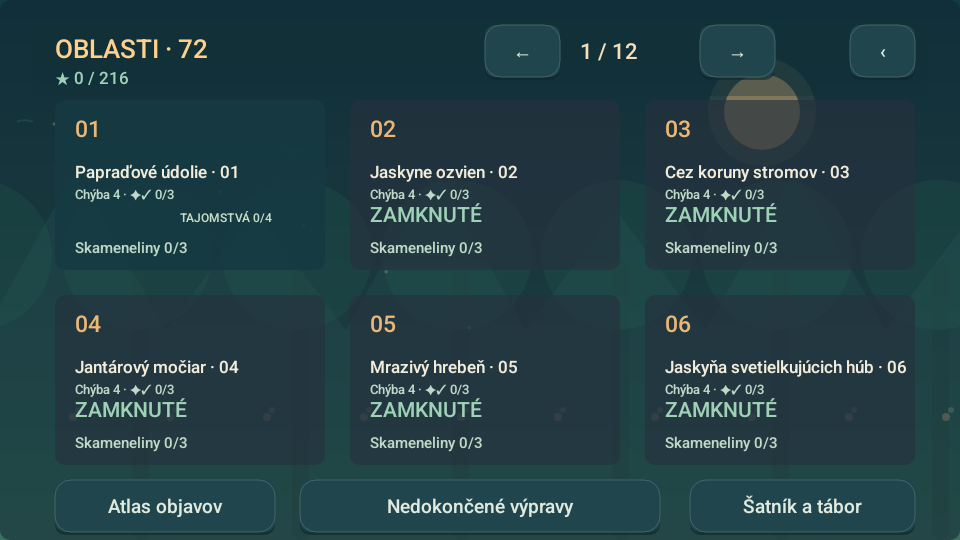 OBLASTI · 72
★ 0 / 216
←
1 / 12
→
‹
01
Papraďové údolie · 01
Chýba 4 · ✦✓ 0/3
TAJOMSTVÁ 0/4
Skameneliny 0/3
02
Jaskyne ozvien · 02
Chýba 4 · ✦✓ 0/3
ZAMKNUTÉ
Skameneliny 0/3
03
Cez koruny stromov · 03
Chýba 4 · ✦✓ 0/3
ZAMKNUTÉ
Skameneliny 0/3
04
Jantárový močiar · 04
Chýba 4 · ✦✓ 0/3
ZAMKNUTÉ
Skameneliny 0/3
05
Mrazivý hrebeň · 05
Chýba 4 · ✦✓ 0/3
ZAMKNUTÉ
Skameneliny 0/3
06
Jaskyňa svetielkujúcich húb · 06
Chýba 4 · ✦✓ 0/3
ZAMKNUTÉ
Skameneliny 0/3
Atlas objavov
Nedokončené výpravy
Šatník a tábor